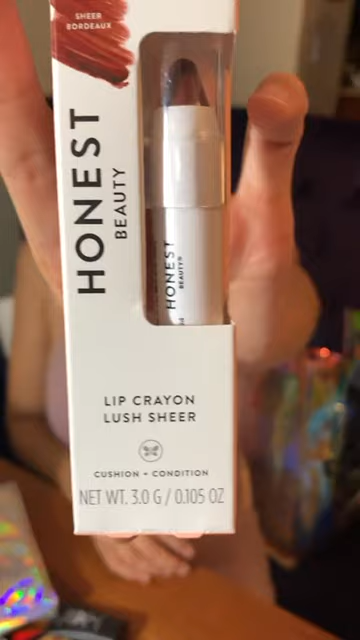 SHEER
BORDEAUX
HONEST
BEAUTY
HONEST
BEAUTY®
LIP CRAYON
LUSH SHEER
CUSHION + CONDITION
NET WT. 3.0 G / 0.105 OZ